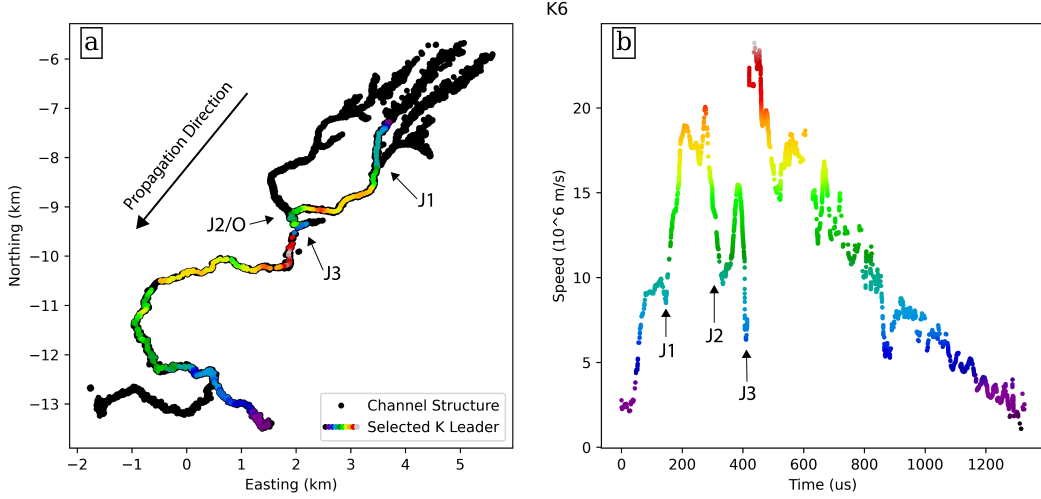 K6
a
−6
−7
−8
−9
−10
−11
−12
−13
Northing (km)
−2
−1
0
1
2
3
4
5
Easting (km)
Propagation Direction
J1
J2/O
J3
Channel Structure
Selected K Leader
b
20
15
10
5
0
Speed (10^6 m/s)
0
200
400
600
800
1000
1200
Time (us)
J1
J2
J3